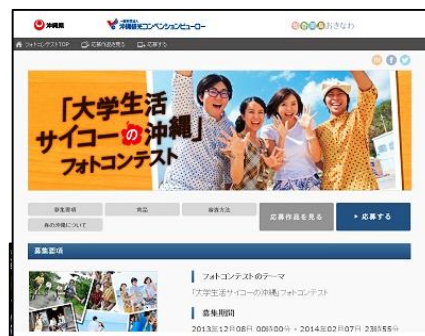 沖縄県
一般財団法人
沖縄観光コンベンションビューロー
おきなわ
フォトコンテストTOP 応募作品を見る 応募する
「大学生活
サイコーの沖縄」
フォトコンテスト
募集要項 賞品 審査方法 応募作品を見る 応募する
春の沖縄について
募集要項
フォトコンテストのテーマ
「大学生活サイコーの沖縄」フォトコンテスト
募集期間
2013年12月08日 00時00分 - 2014年02月07日 23時55分